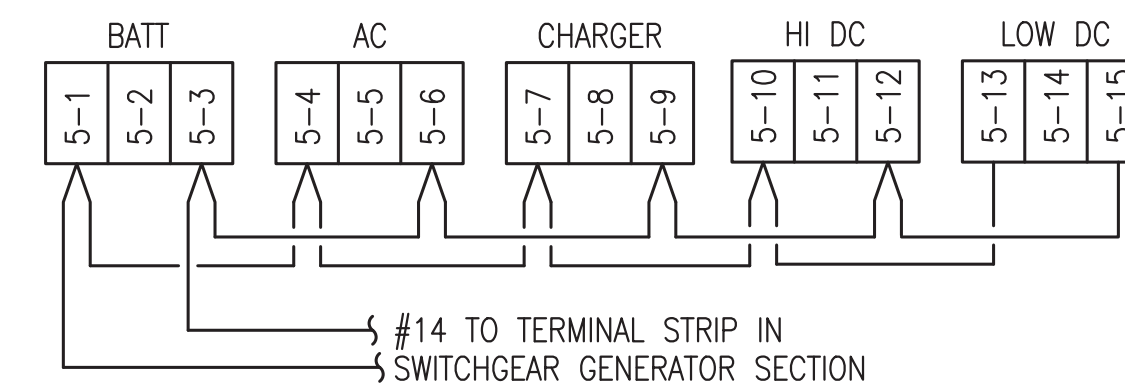 BATT AC CHARGER HI DC LOW DC
5-1 5-2 5-3 5-4 5-5 5-6 5-7 5-8 5-9 5-10 5-11 5-12 5-13 5-14 5-15
#14 TO TERMINAL STRIP IN
SWITCHGEAR GENERATOR SECTION